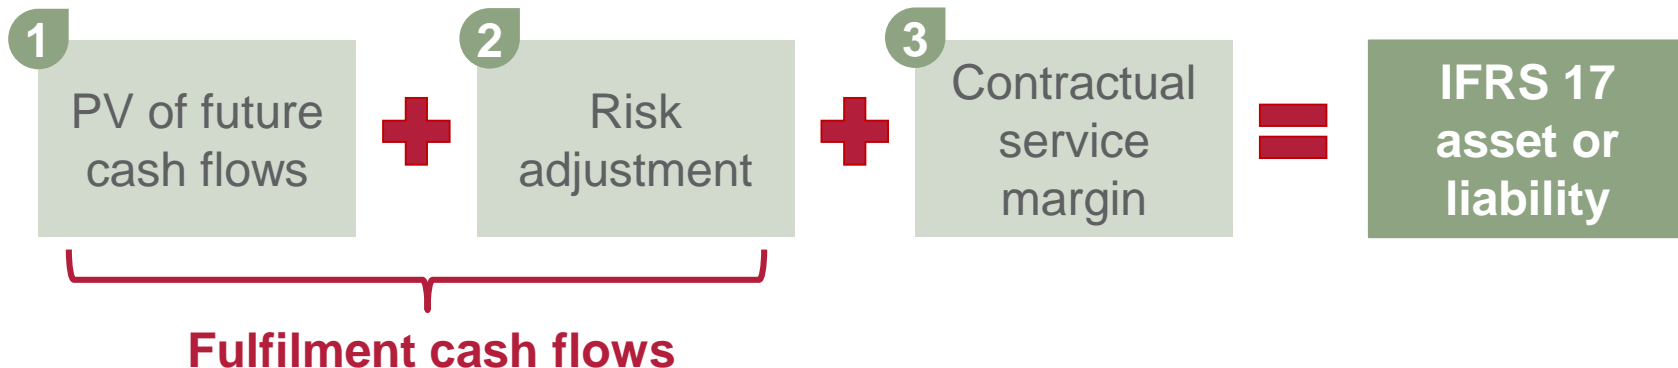 1
PV of future
cash flows
2
Risk
adjustment
3
Contractual
service
margin
IFRS 17
asset or
liability
Fulfilment cash flows